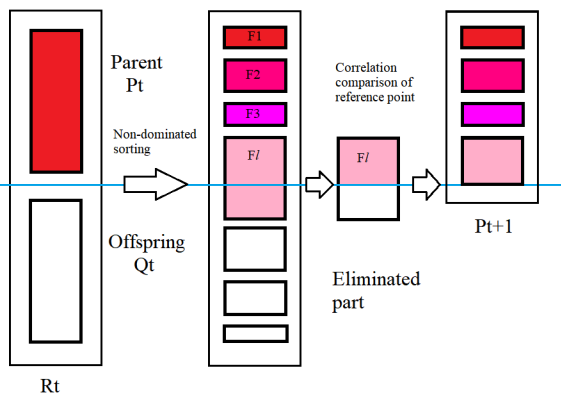 Parent
Pt
Non-dominated
sorting
Offspring
Qt
Rt
F1
F2
F3
Fl
Correlation
comparison of
reference point
Fl
Eliminated
part
Pt+1